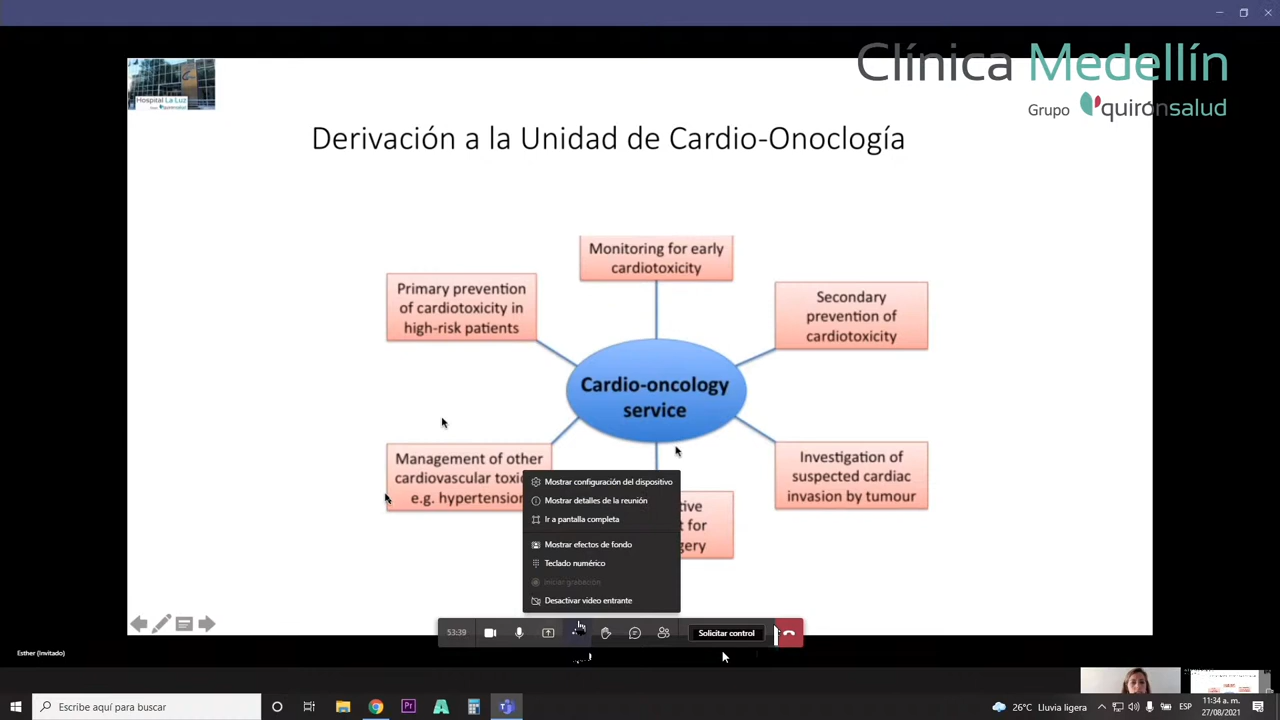 Clínica Medellín
Grupo quirónsalud
Hospital La Luz
Derivación a la Unidad de Cardio-Onoclogía
Monitoring for early
cardiotoxicity
Primary prevention
of cardiotoxicity in
high-risk patients
Secondary
prevention of
cardiotoxicity
Cardio-oncology
service
Management of other
cardiovascular
e.g. hypertension
Investigation of
suspected cardiac
invasion by tumour
for
Mostrar configuración del dispositivo
Mostrar detalles de la reunión
Ir a pantalla completa
Mostrar efectos de fondo
Teclado numérico
Iniciar grabación
Desactivar video entrante
53:39
Solicitar control
Esther (Invitado)
Escribe aquí para buscar
26°C Lluvia ligera
ESP
11:34 a. m.
27/08/2021